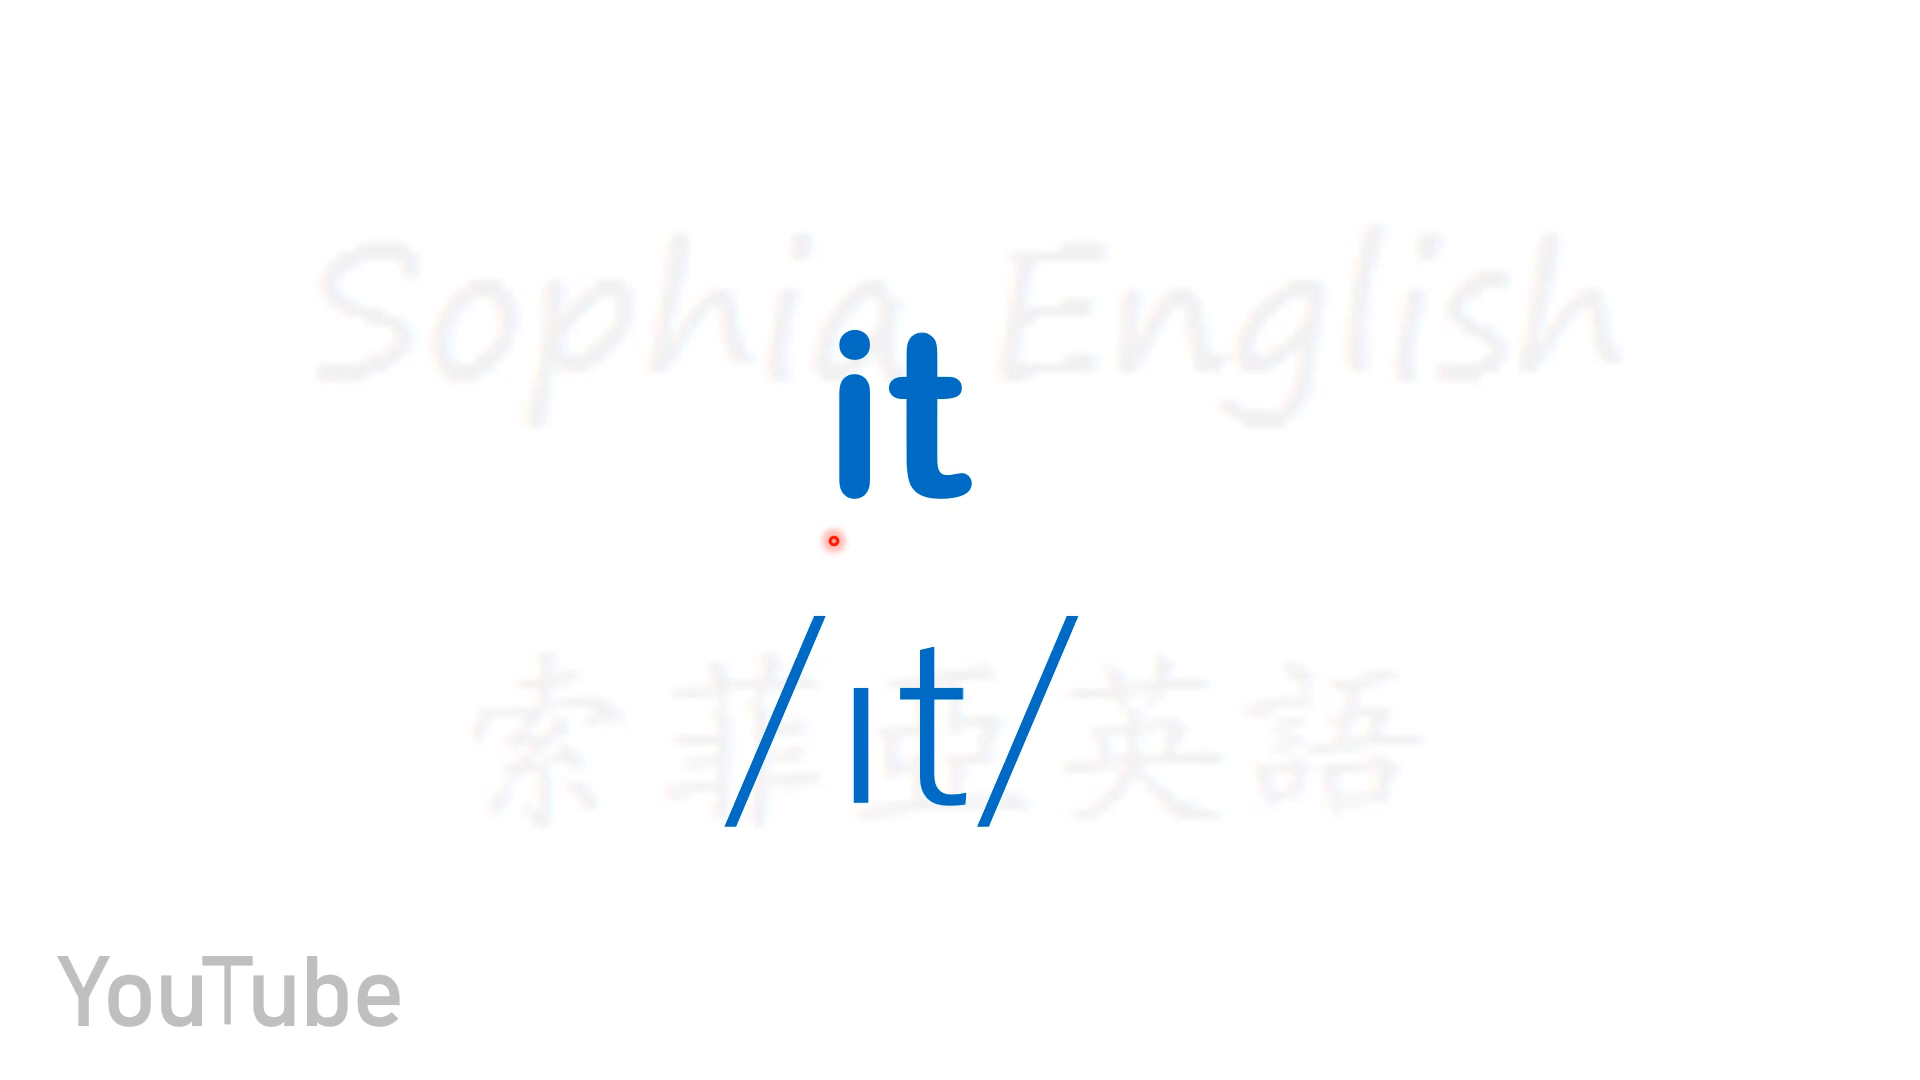 Sophia English
it
/ɪt/
索菲亞英語
YouTube